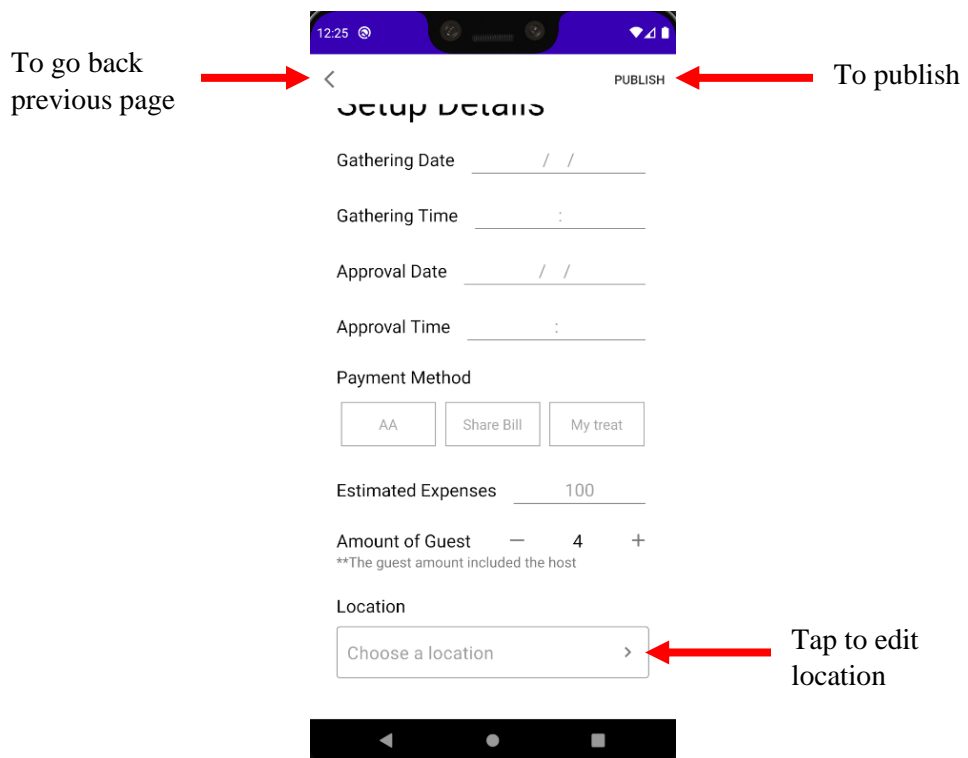 12:25
To go back
previous page
PUBLISH
To publish
Setup Details
Gathering Date / /
Gathering Time :
Approval Date / /
Approval Time :
Payment Method
AA Share Bill My treat
Estimated Expenses 100
Amount of Guest — 4 +
**The guest amount included the host
Location
Choose a location >
Tap to edit
location